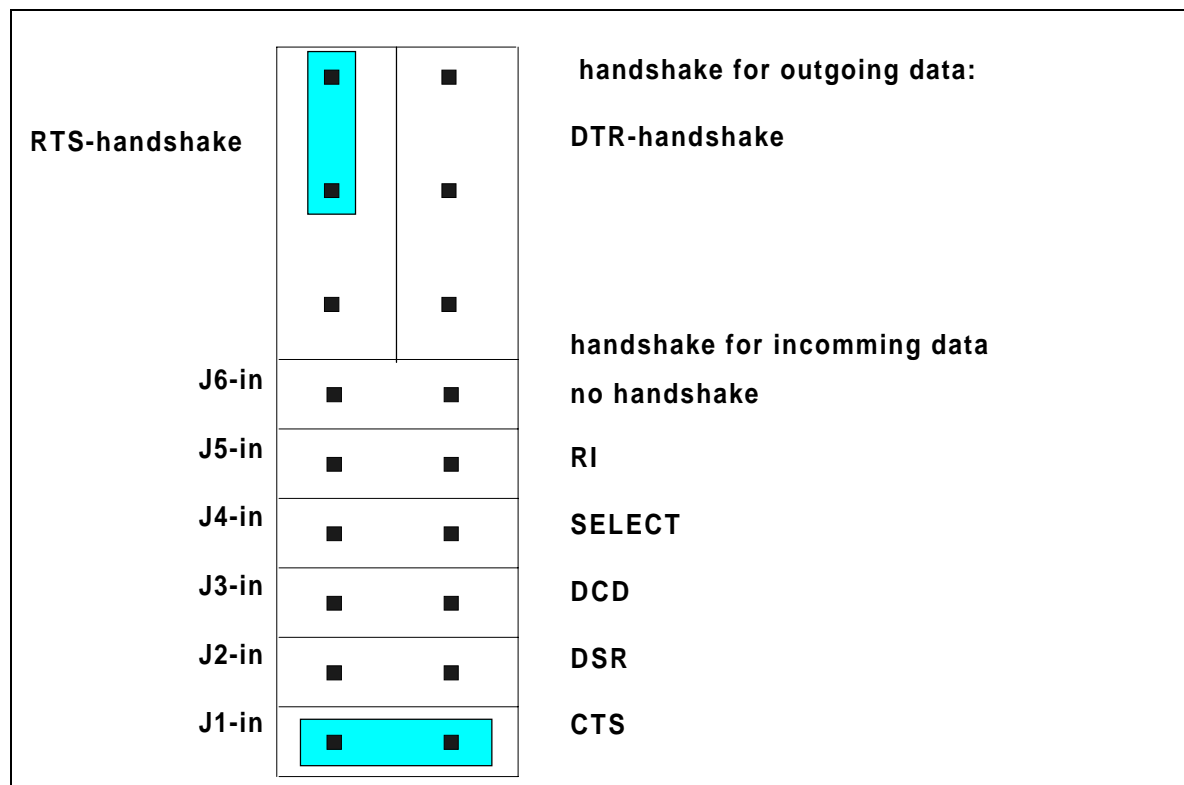 handshake for outgoing data:
RTS-handshake
DTR-handshake
handshake for incomming data
J6-in
no handshake
J5-in
RI
J4-in
SELECT
J3-in
DCD
J2-in
DSR
J1-in
CTS